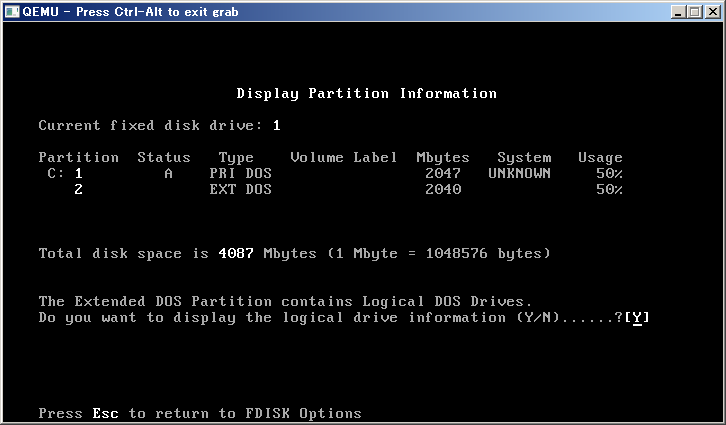 QEMU - Press Ctrl-Alt to exit grab
Display Partition Information
Current fixed disk drive: 1
Partition  Status   Type    Volume Label  Mbytes   System   Usage
 C: 1         A    PRI DOS                 2047   UNKNOWN     50%
    2              EXT DOS                 2040               50%
Total disk space is 4087 Mbytes (1 Mbyte = 1048576 bytes)
The Extended DOS Partition contains Logical DOS Drives.
Do you want to display the logical drive information (Y/N)......?[Y]
Press Esc to return to FDISK Options